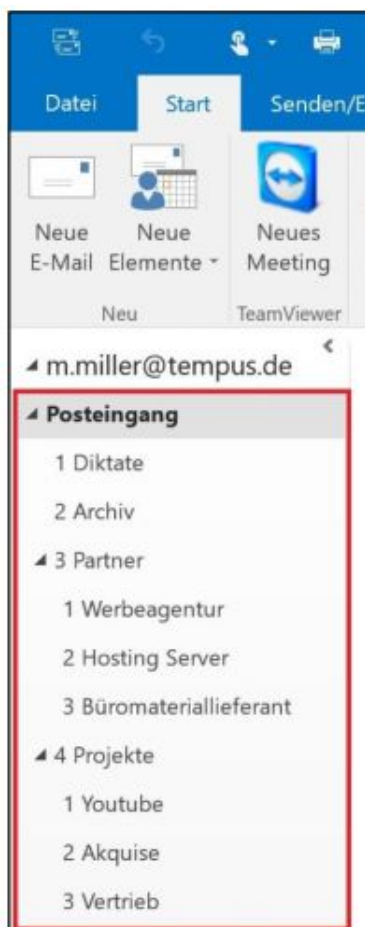 Datei Start Senden/E
Neue Neue Neues
E-Mail Elemente Meeting
Neu TeamViewer
m.miller@tempus.de
Posteingang
1 Diktate
2 Archiv
3 Partner
1 Werbeagentur
2 Hosting Server
3 Büromateriallieferant
4 Projekte
1 Youtube
2 Akquise
3 Vertrieb